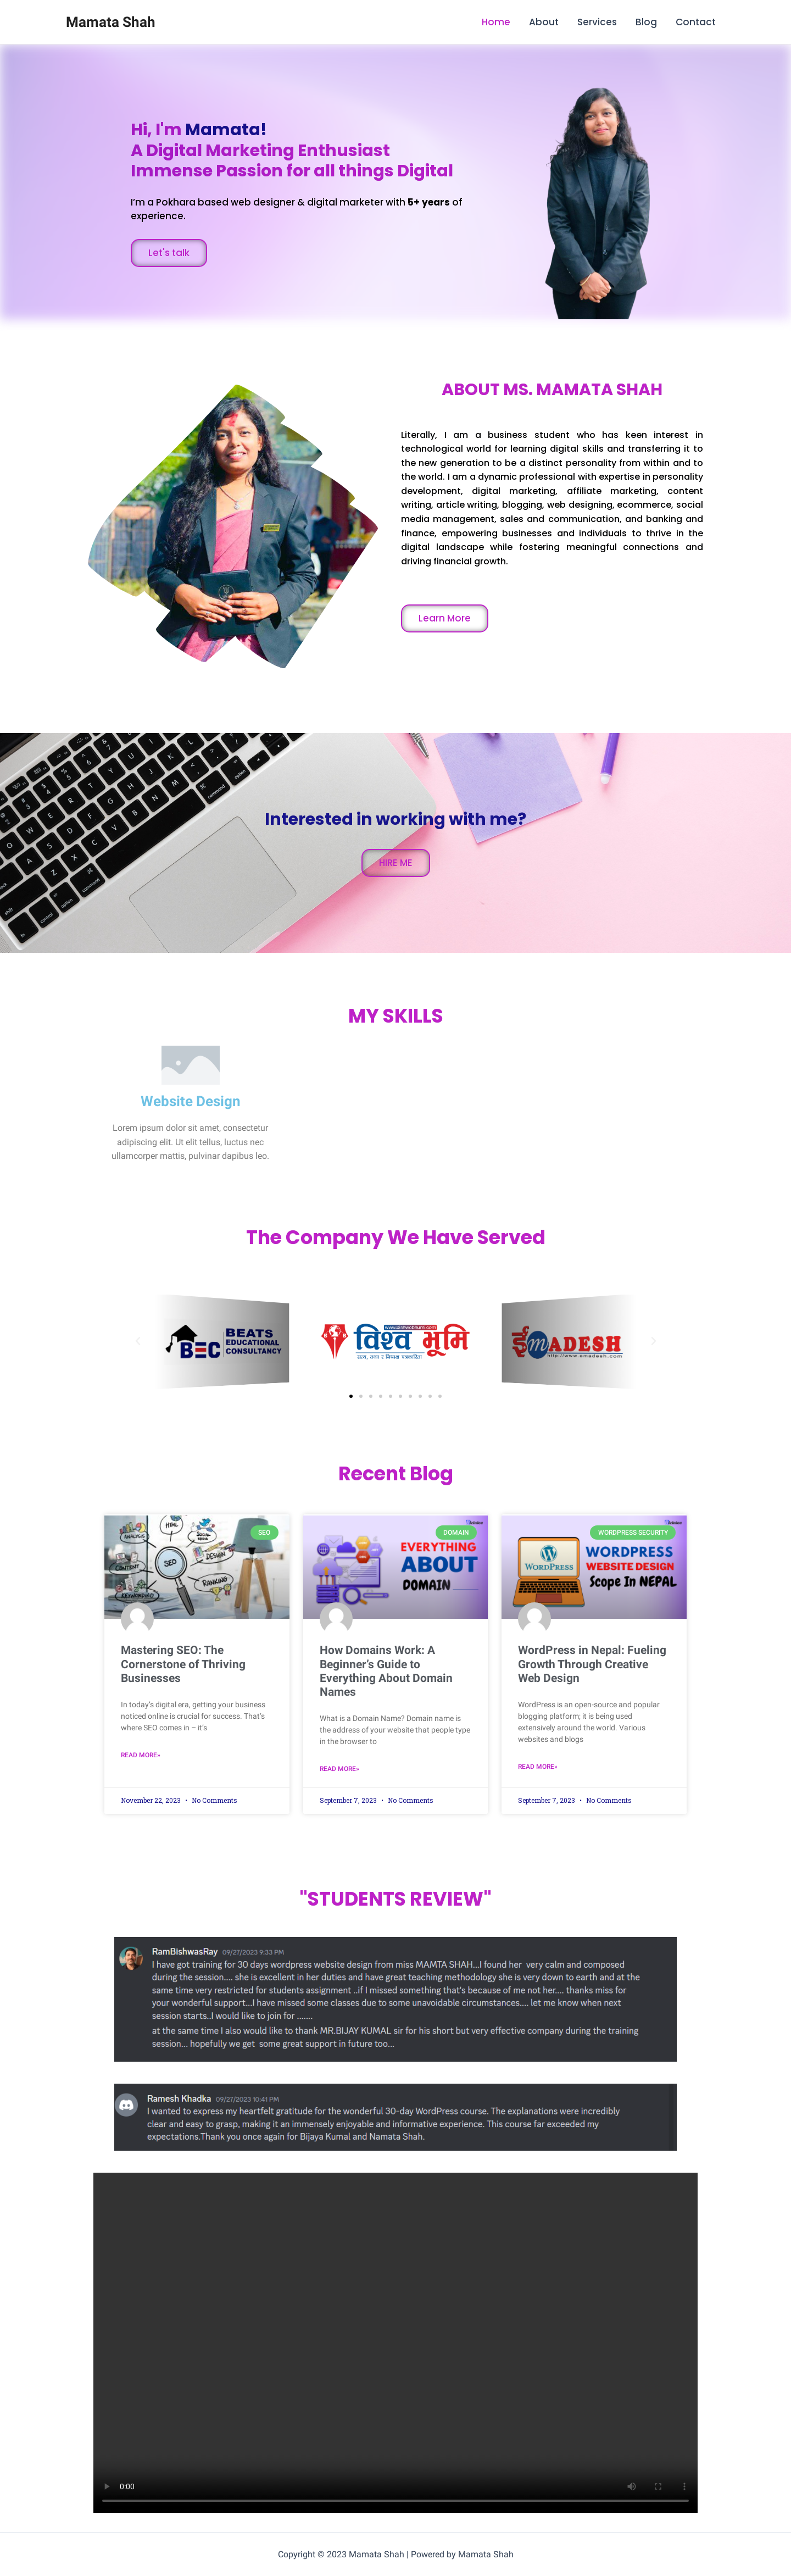 Mamata Shah
Home
About
Services
Blog
Contact
Hi, I'm Mamata!
A Digital Marketing Enthusiast
Immense Passion for all things Digital
I'm a Pokhara based web designer & digital marketer with 5+ years of
experience.
Let's talk
ABOUT MS. MAMATA SHAH
Literally, I am a business student who has keen interest in
technological world for learning digital skills and transferring it to
the new generation to be a distinct personality from within and to
the world. I am a dynamic professional with expertise in personality
development, digital marketing, affiliate marketing, content
writing, article writing, blogging, web designing, ecommerce, social
media management, sales and communication, and banking and
finance, empowering businesses and individuals to thrive in the
digital landscape while fostering meaningful connections and
driving financial growth.
Learn More
Interested in working with me?
HIRE ME
MY SKILLS
Website Design
Lorem ipsum dolor sit amet, consectetur
adipiscing elit. Ut elit tellus, luctus nec
ullamcorper mattis, pulvinar dapibus leo.
The Company We Have Served
BEC
BEATS
EDUCATIONAL
CONSULTANCY
विश्व भूमि
ईmADESH
http://www.emadesh.com
Recent Blog
SEO
HTML
ANALYTICS
SOCIAL MEDIA
CONTENT
SEO
DESIGN
RANKING
DOMAIN
EVERYTHING
ABOUT
DOMAIN
WORDPRESS SECURITY
WORDPRESS
WORDPRESS
WEBSITE DESIGN
Scope In NEPAL
Mastering SEO: The
Cornerstone of Thriving
Businesses
In today's digital era, getting your business
noticed online is crucial for success. That's
where SEO comes in – it's
READ MORE»
November 22, 2023 • No Comments
How Domains Work: A
Beginner's Guide to
Everything About Domain
Names
What is a Domain Name? Domain name is
the address of your website that people type
in the browser to
READ MORE»
September 7, 2023 • No Comments
WordPress in Nepal: Fueling
Growth Through Creative
Web Design
WordPress is an open-source and popular
blogging platform; it is being used
extensively around the world. Various
websites and blogs
READ MORE»
September 7, 2023 • No Comments
"STUDENTS REVIEW"
RamBishwasRay 09/27/2023 9:33 PM
I have got training for 30 days wordpress website design from miss MAMTA SHAH...I found her very calm and composed
during the session.... she is excellent in her duties and have great teaching methodology she is very down to earth and at the
same time very restricted for students assignment ..if I missed something that's because of me not her.... thanks miss for
your wonderful support...I have missed some classes due to some unavoidable circumstances.... let me know when next
session starts..I would like to join for .......
at the same time I also would like to thank MR.BIJAY KUMAL sir for his short but very effective company during the training
session... hopefully we get some great support in future too...
Ramesh Khadka 09/27/2023 10:41 PM
I wanted to express my heartfelt gratitude for the wonderful 30-day WordPress course. The explanations were incredibly
clear and easy to grasp, making it an immensely enjoyable and informative experience. This course far exceeded my
expectations.Thank you once again for Bijaya Kumal and Namata Shah.
0:00
Copyright © 2023 Mamata Shah | Powered by Mamata Shah